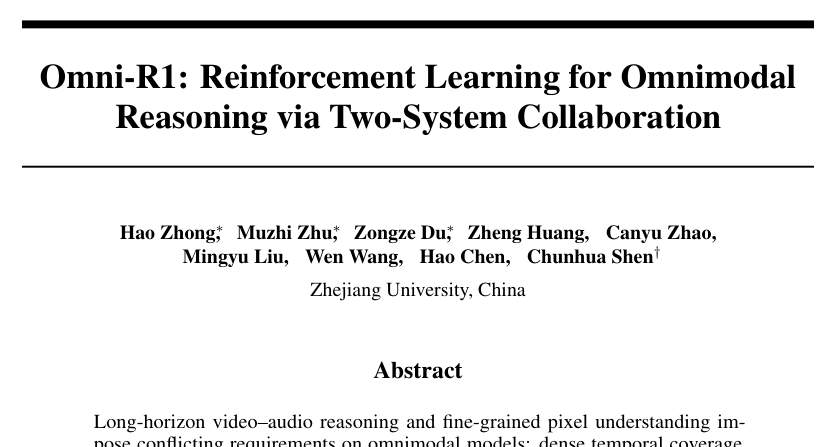 Omni-R1: Reinforcement Learning for Omnimodal
Reasoning via Two-System Collaboration
Hao Zhong,* Muzhi Zhu,* Zongze Du,* Zheng Huang, Canyu Zhao,
Mingyu Liu, Wen Wang, Hao Chen, Chunhua Shen†
Zhejiang University, China
Abstract
Long-horizon video–audio reasoning and fine-grained pixel understanding im-
pose conflicting requirements on omnimodal models: dense temporal coverage